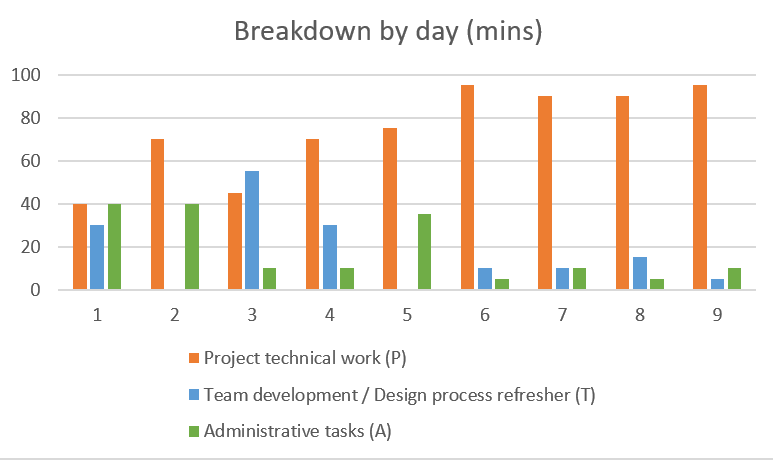 Breakdown by day (mins)
100
80
60
40
20
0
1 2 3 4 5 6 7 8 9
Project technical work (P)
Team development / Design process refresher (T)
Administrative tasks (A)